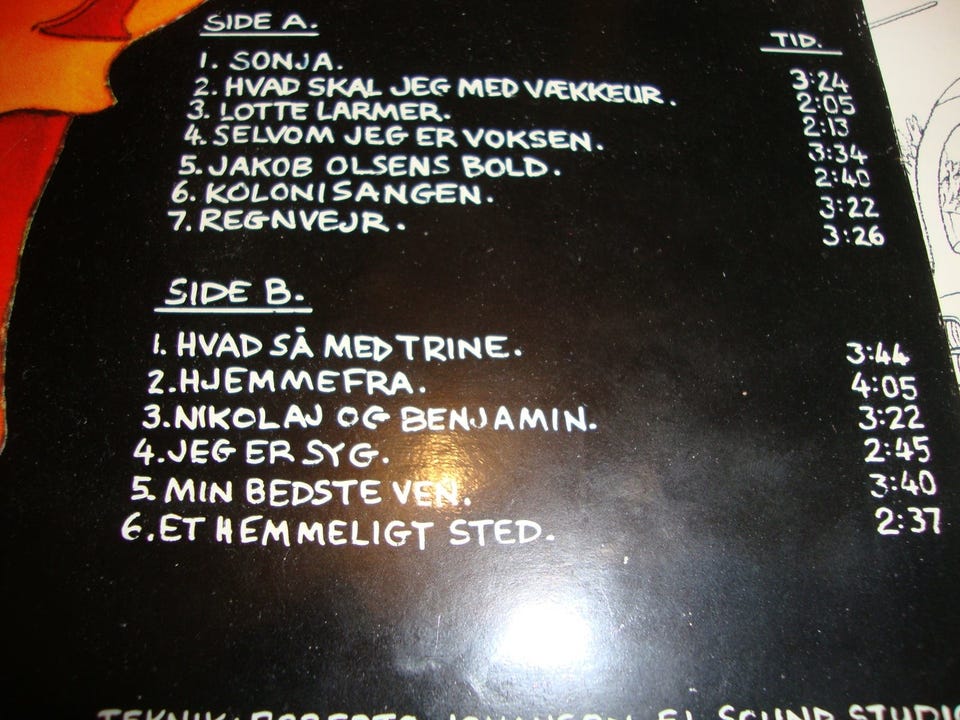 SIDE A.
TID.
1. SONJA. 3:24
2. HVAD SKAL JEG MED VÆKKEUR. 2:05
3. LOTTE LARMER. 2:13
4. SELVOM JEG ER VOKSEN. 3:34
5. JAKOB OLSENS BOLD. 2:40
6. KOLONISANGEN. 3:22
7. REGNVEJR. 3:26
SIDE B.
1. HVAD SÅ MED TRINE. 3:44
2. HJEMMEFRA. 4:05
3. NIKOLAJ OG BENJAMIN. 3:22
4. JEG ER SYG. 2:45
5. MIN BEDSTE VEN. 3:40
6. ET HEMMELIGT STED. 2:37
TEKNIK: SOUND STUDIO